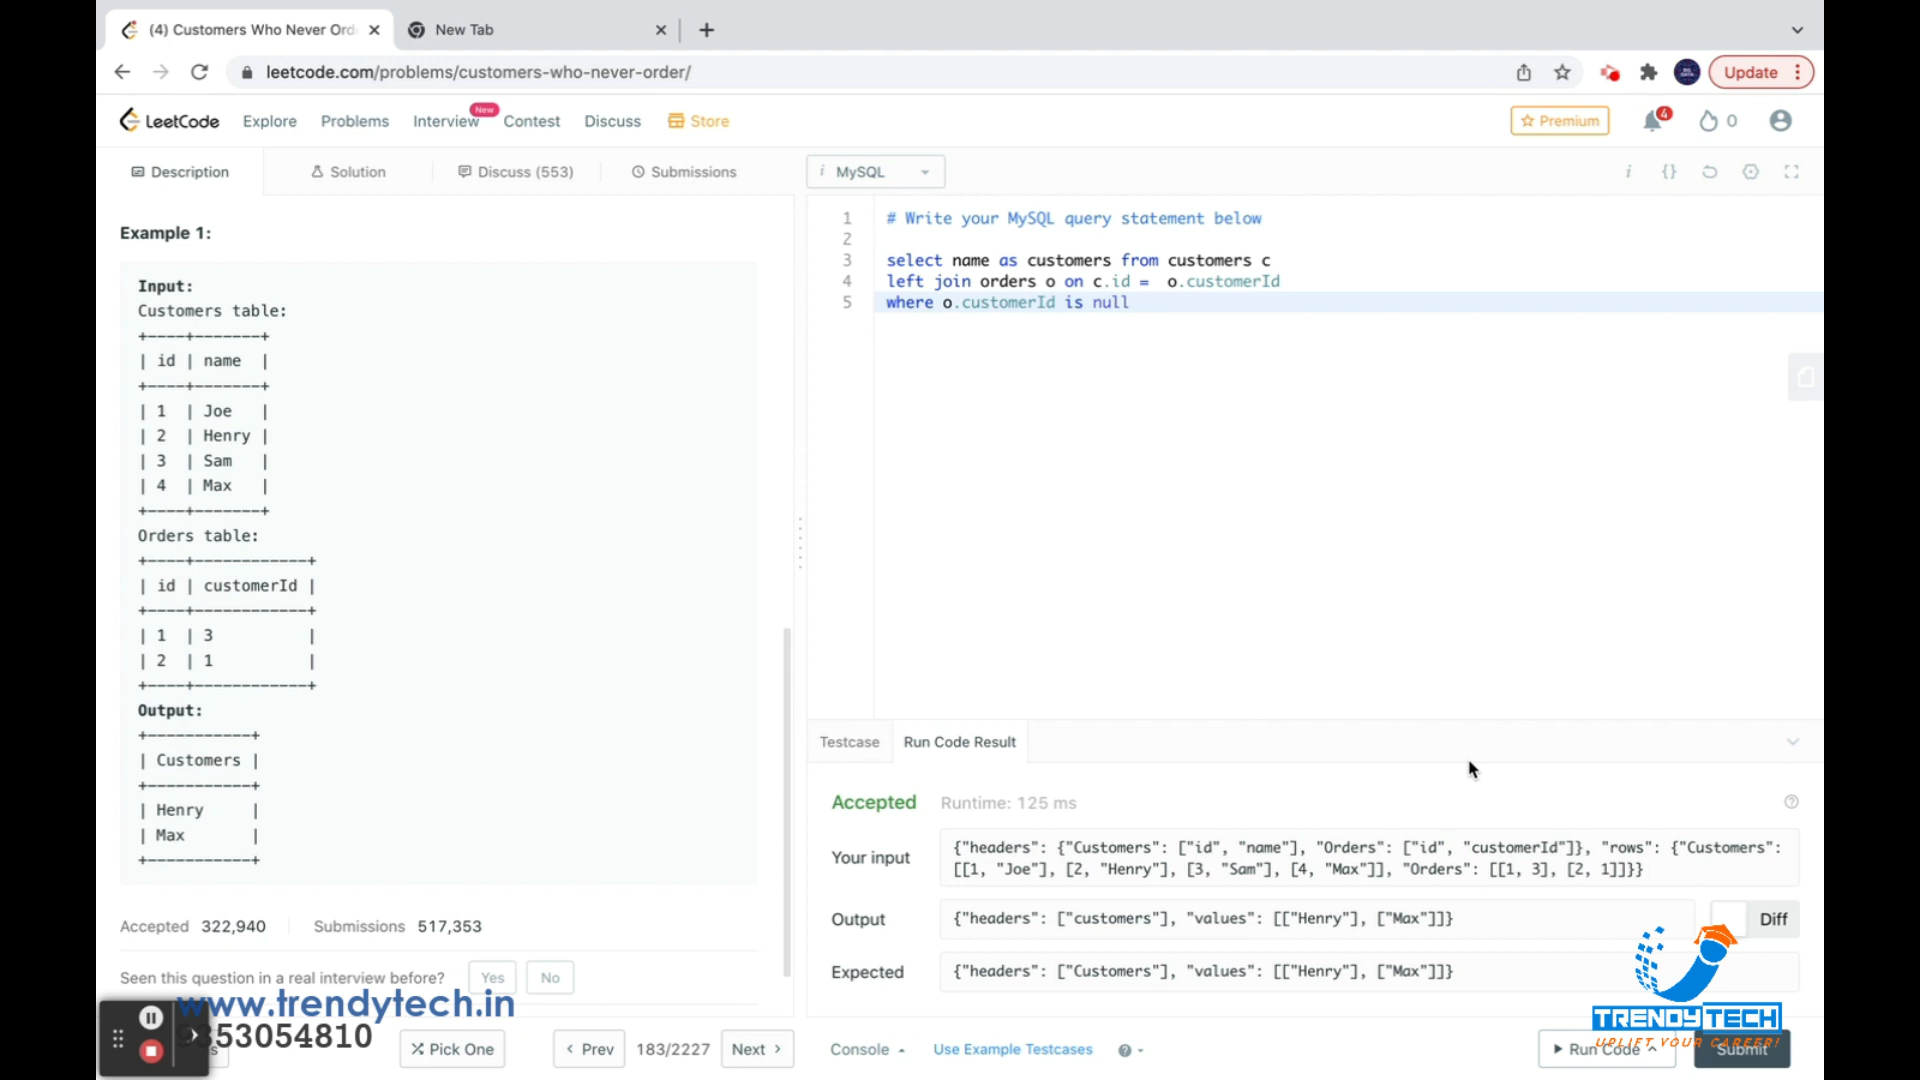 (4) Customers Who Never Ord
New Tab
leetcode.com/problems/customers-who-never-order/
Update
LeetCode
Explore
Problems
Interview
New
Contest
Discuss
Store
Premium
4
0
Description
Solution
Discuss (553)
Submissions
i MySQL
i {}
Example 1:
Input:
Customers table:
+----+-------+
| id | name  |
+----+-------+
| 1  | Joe   |
| 2  | Henry |
| 3  | Sam   |
| 4  | Max   |
+----+-------+
Orders table:
+----+------------+
| id | customerId |
+----+------------+
| 1  | 3          |
| 2  | 1          |
+----+------------+
Output:
+-----------+
| Customers |
+-----------+
| Henry     |
| Max       |
+-----------+
Accepted 322,940 Submissions 517,353
Seen this question in a real interview before? Yes No
www.trendytech.in
9353054810
Pick One
< Prev
183/2227
Next >
1 # Write your MySQL query statement below
2
3 select name as customers from customers c
4 left join orders o on c.id =  o.customerId
5 where o.customerId is null
Testcase
Run Code Result
Accepted Runtime: 125 ms
Your input
{"headers": {"Customers": ["id", "name"], "Orders": ["id", "customerId"]}, "rows": {"Customers":
[[1, "Joe"], [2, "Henry"], [3, "Sam"], [4, "Max"]], "Orders": [[1, 3], [2, 1]]}}
Output
{"headers": ["customers"], "values": [["Henry"], ["Max"]]}
Diff
Expected
{"headers": ["Customers"], "values": [["Henry"], ["Max"]]}
Console
Use Example Testcases
Run Code
Submit
TRENDYTECH
UPLIFT YOUR CAREER!